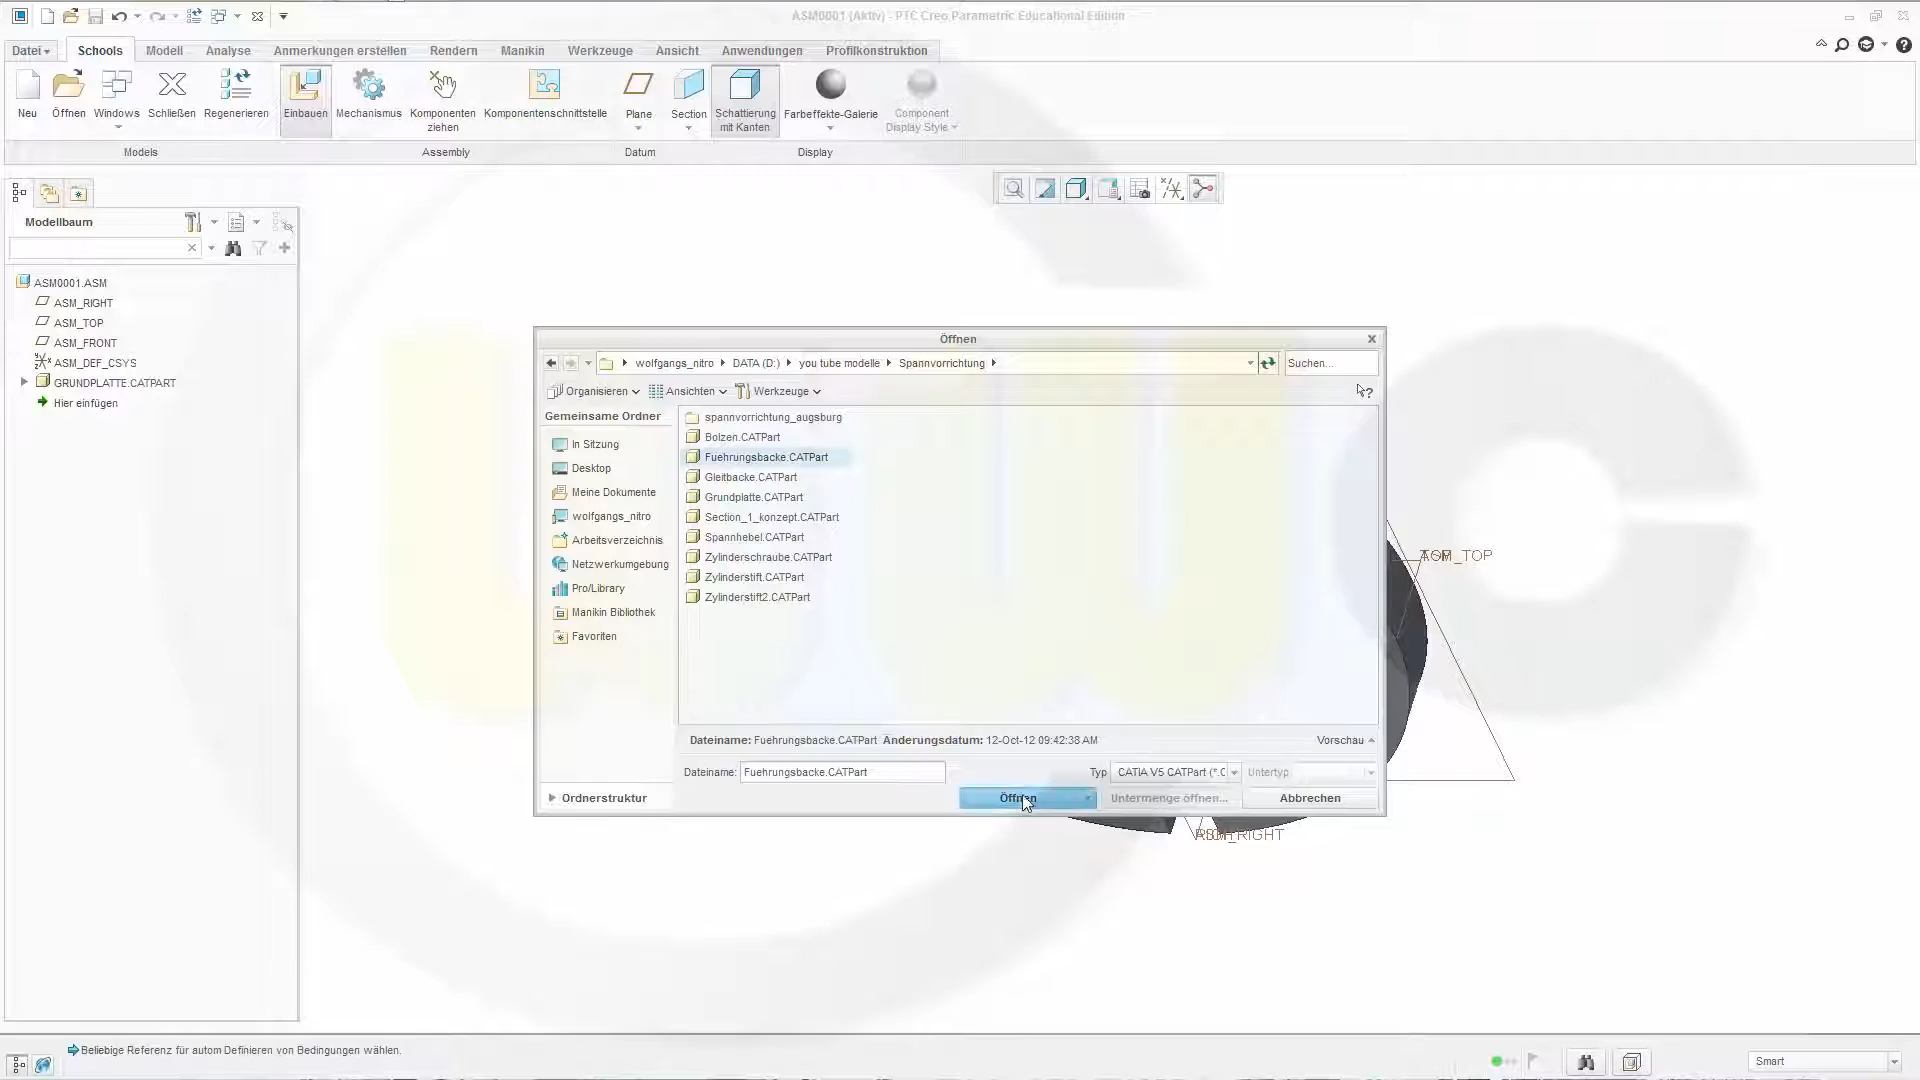 ASM0001 (Aktiv) - PTC Creo Parametric Educational Edition
Datei Schools Modell Analyse Anmerkungen erstellen Rendern Manikin Werkzeuge Ansicht Anwendungen Profilkonstruktion
Neu Öffnen Windows Schließen Regenerieren Einbauen Mechanismus Komponenten ziehen Komponentenschnittstelle Plane Section Schattierung mit Kanten Farbeffekte-Galerie Component Display Style
Models Assembly Datum Display
Modellbaum
ASM0001.ASM
ASM_RIGHT
ASM_TOP
ASM_FRONT
ASM_DEF_CSYS
GRUNDPLATTE.CATPART
Hier einfügen
Öffnen
wolfgangs_nitro DATA (D:) you tube modelle Spannvorrichtung Suchen...
Organisieren Ansichten Werkzeuge
Gemeinsame Ordner
In Sitzung
Desktop
Meine Dokumente
wolfgangs_nitro
Arbeitsverzeichnis
Netzwerkumgebung
Pro/Library
Manikin Bibliothek
Favoriten
spannvorrichtung_augsburg
Bolzen.CATPart
Fuehrungsbacke.CATPart
Gleitbacke.CATPart
Grundplatte.CATPart
Section_1_konzept.CATPart
Spannhebel.CATPart
Zylinderschraube.CATPart
Zylinderstift.CATPart
Zylinderstift2.CATPart
Dateiname: Fuehrungsbacke.CATPart Änderungsdatum: 12-Oct-12 09:42:38 AM Vorschau
Dateiname: Fuehrungsbacke.CATPart Typ CATIA V5 CATPart (*.C Untertyp
Ordnerstruktur Öffnen Untermenge öffnen... Abbrechen
ASM_TOP
RIGHT
Beliebige Referenz für autom Definieren von Bedingungen wählen.
Smart